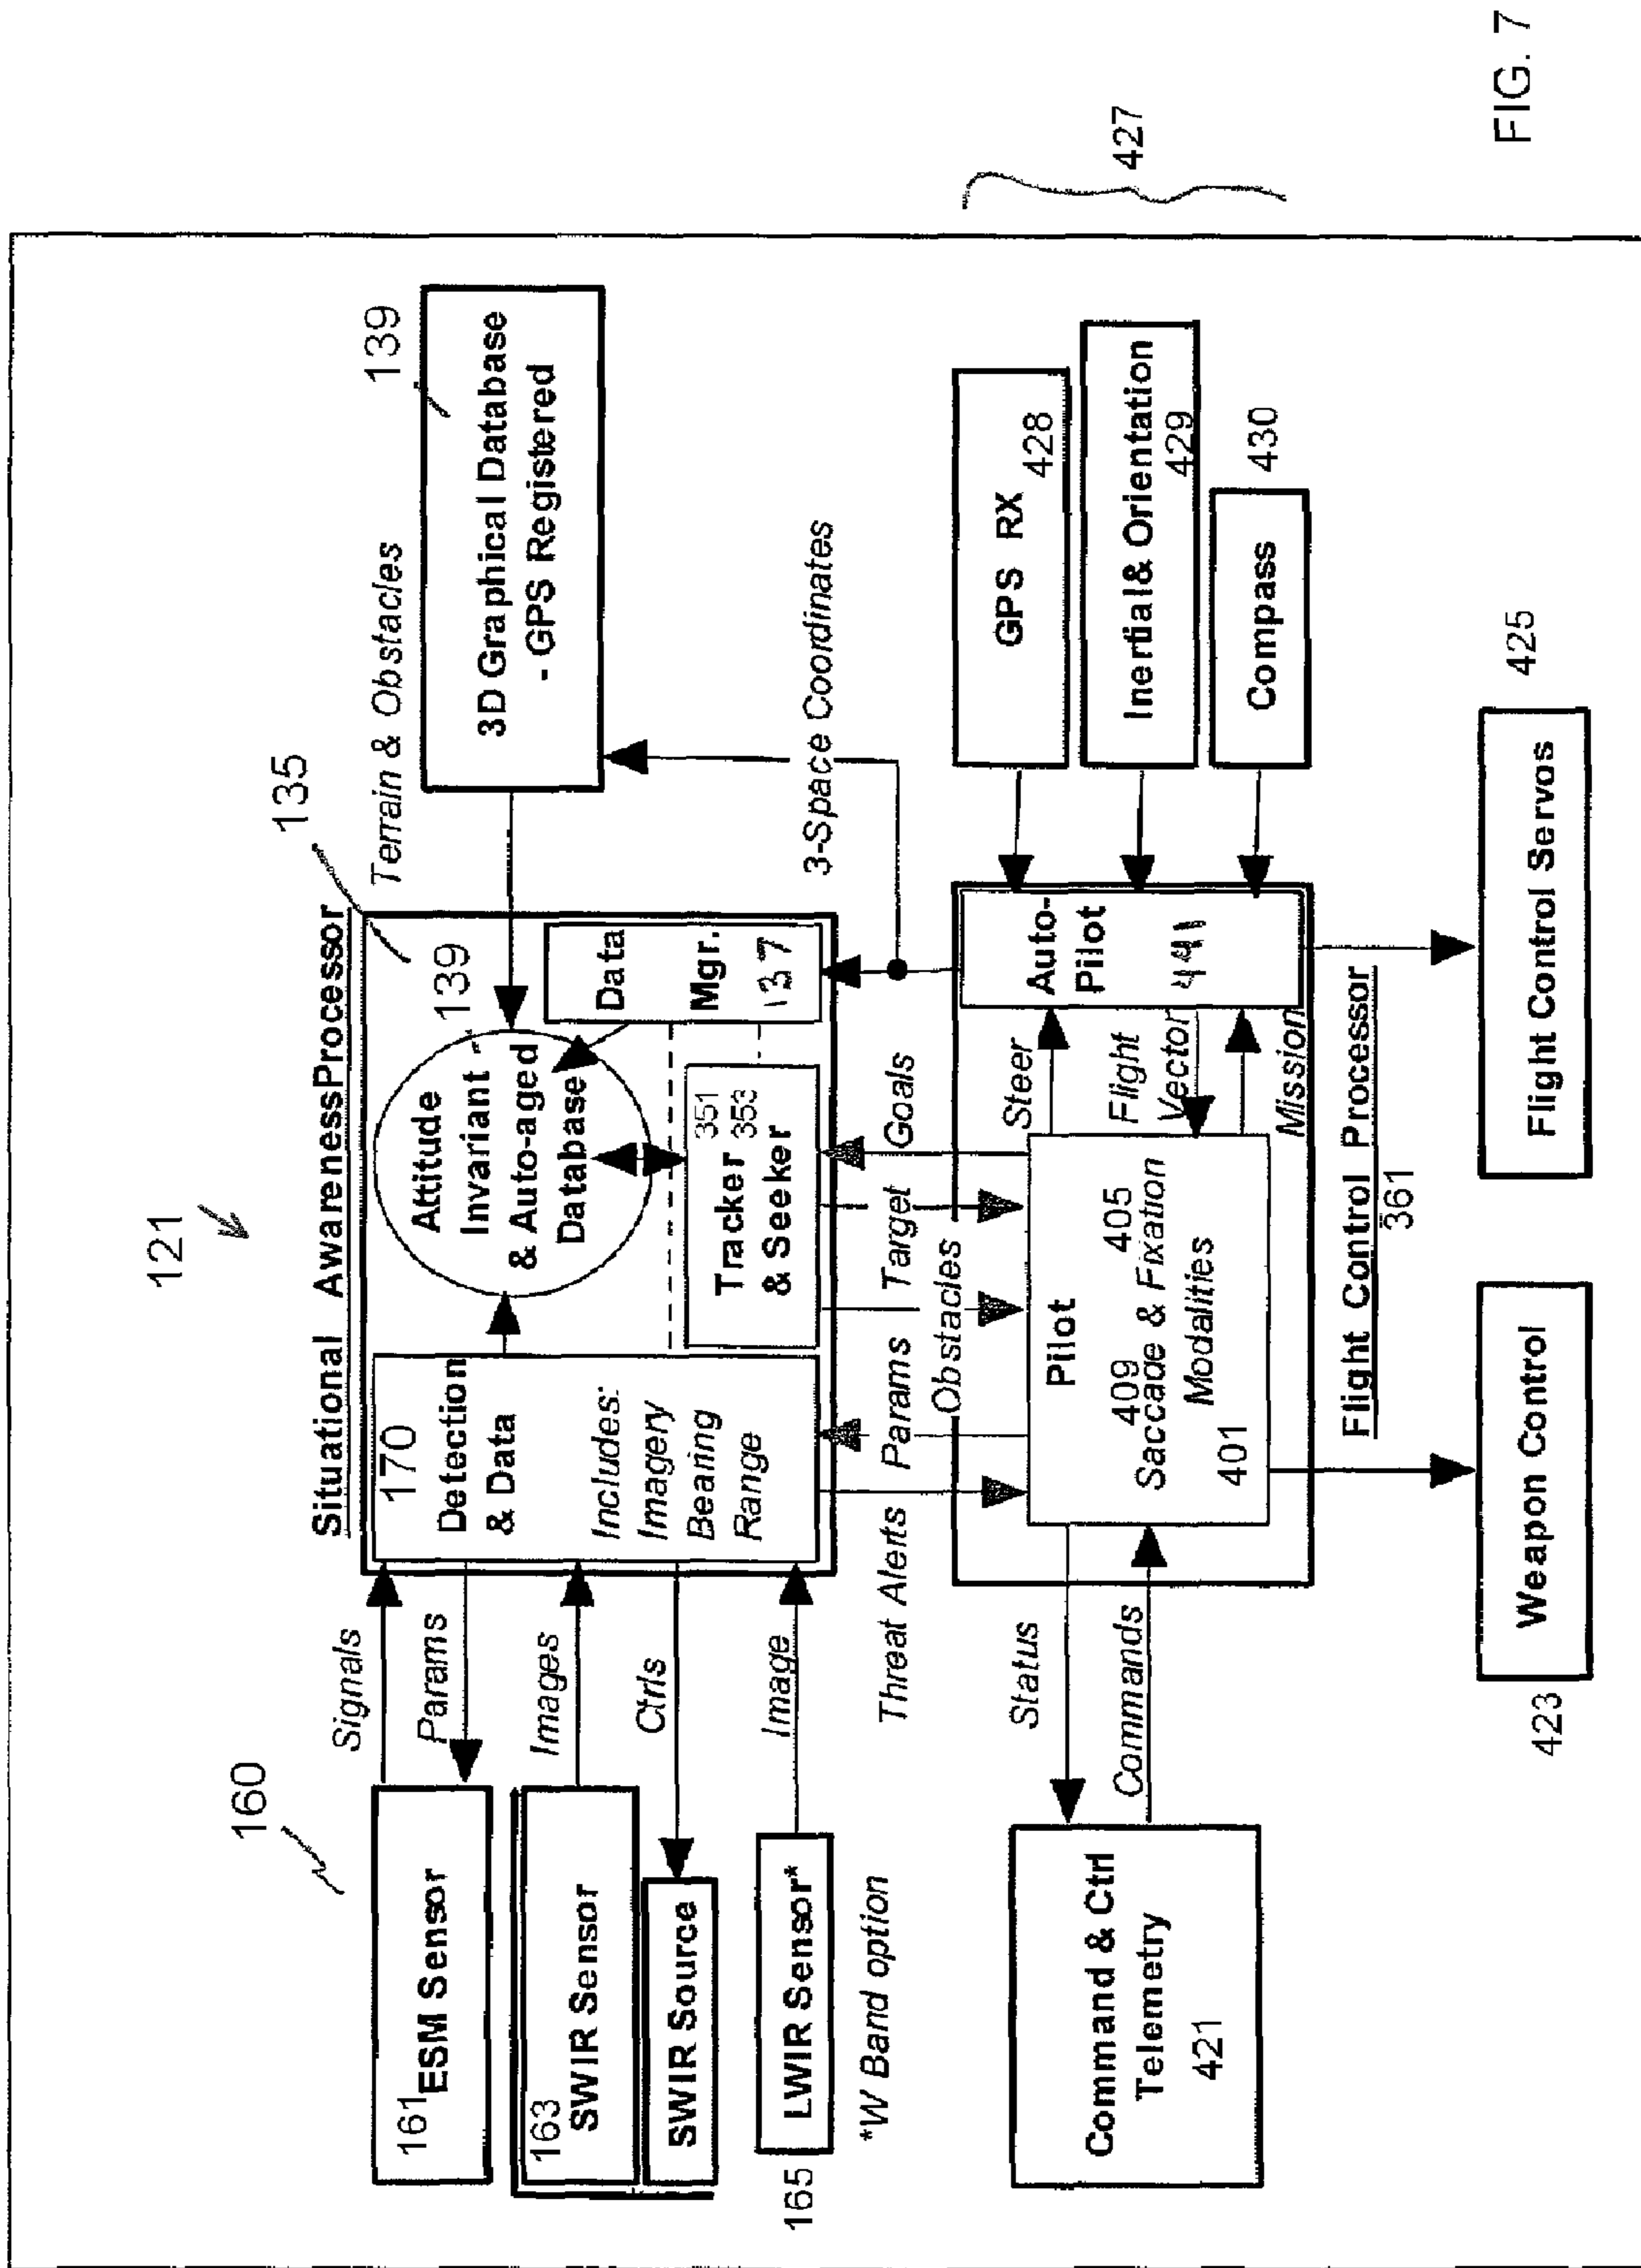 121
Situational AwarenessProcessor
135
160
161
ESM Sensor
Signals
Params
163
SWIR Sensor
Images
SWIR Source
Ctrls
165
LWIR Sensor*
Image
*W Band option
170
Detection
& Data
Includes:
Imagery
Bearing
Range
Attitude
Invariant
& Auto-aged
Database
139
351
353
Tracker
& Seeker
Data
Mgr.
137
Terrain & Obstacles
139
3D Graphical Database
- GPS Registered
3-Space Coordinates
Threat Alerts
Params
Target
Goals
Obstacles
Command & Ctrl
Telemetry
421
Status
Commands
Pilot
409
405
Saccade & Fixation
Modalities
401
Steer
Flight
Vector
Mission
Auto-
Pilot
441
GPS RX
428
Inertial & Orientation
429
Compass
430
427
Flight Control Processor
361
423
Weapon Control
Flight Control Servos
425
FIG. 7